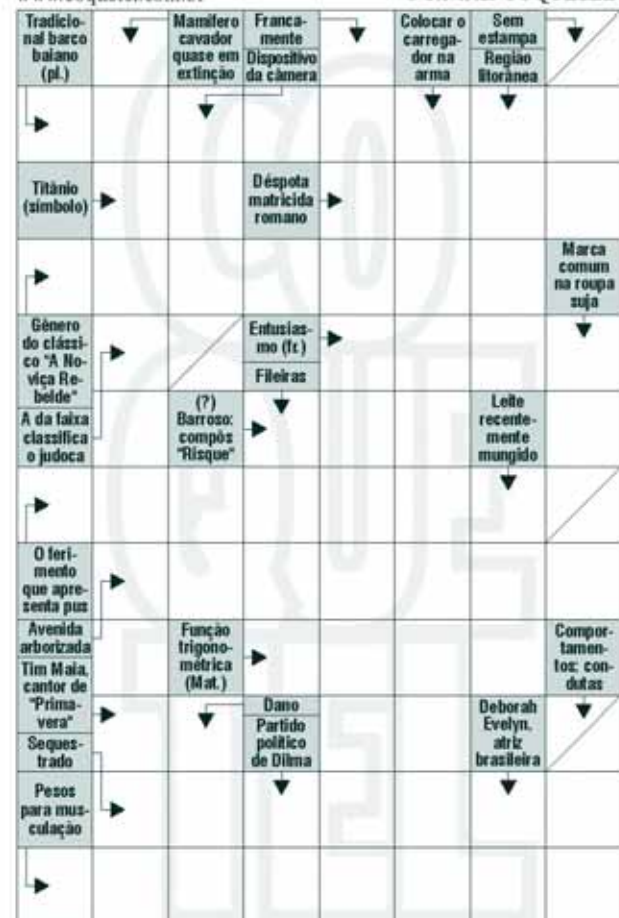 Tradicio-
nal barco
baiano
(pl.)
Mamífero
cavador
quase em
extinção
Franca-
mente
Dispositivo
da câmera
Colocar o
carrega-
dor na
arma
Sem
estampa
Região
litorânea
Titânio
(símbolo)
Déspota
matricida
romano
Marca
comum
na roupa
suja
Gênero
do clássi-
co "A No-
viça Re-
belde"
A da faixa
classifica
o judoca
Entusias-
mo (fr.)
Fileiras
(?)
Barroso:
compôs
"Risque"
Leite
recente-
mente
mungido
O feri-
mento
que apre-
senta pus
Avenida
arborizada
Tim Maia,
cantor de
"Prima-
vera"
Seques-
trado
Função
trigono-
métrica
(Mat.)
Compor-
tamen-
tos; con-
dutas
Dano
Partido
político
de Dilma
Deborah
Evelyn,
atriz
brasileira
Pesos
para mus-
culação